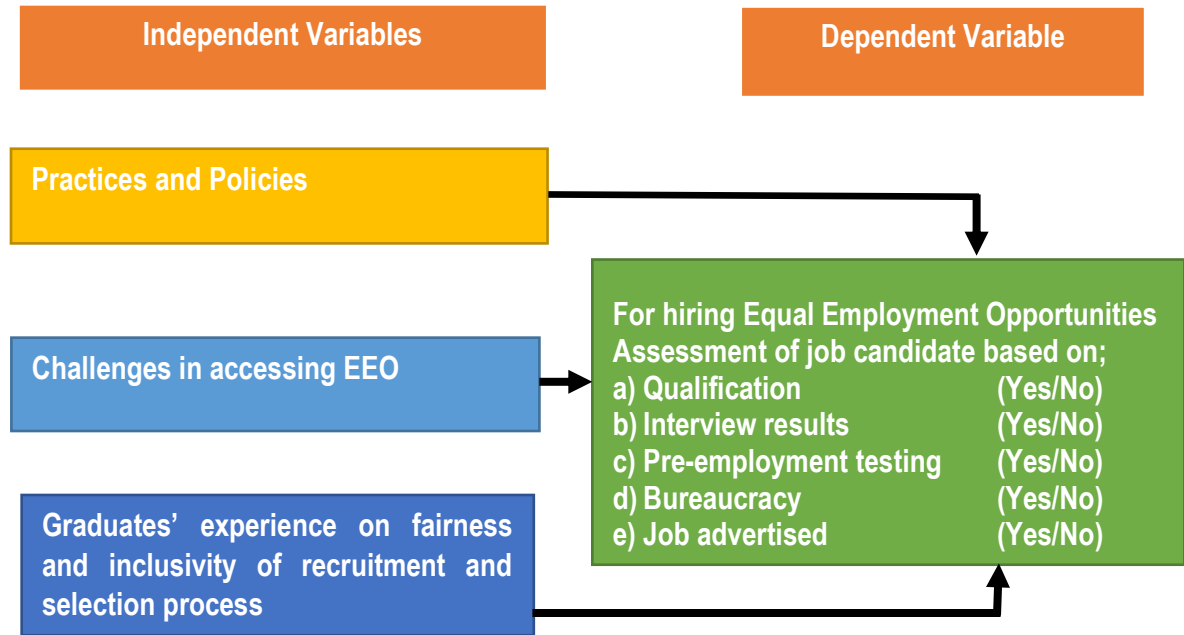 Independent Variables
Dependent Variable
Practices and Policies
For hiring Equal Employment Opportunities
Assessment of job candidate based on;
a) Qualification (Yes/No)
b) Interview results (Yes/No)
c) Pre-employment testing (Yes/No)
d) Bureaucracy (Yes/No)
e) Job advertised (Yes/No)
Challenges in accessing EEO
Graduates’ experience on fairness
and inclusivity of recruitment and
selection process